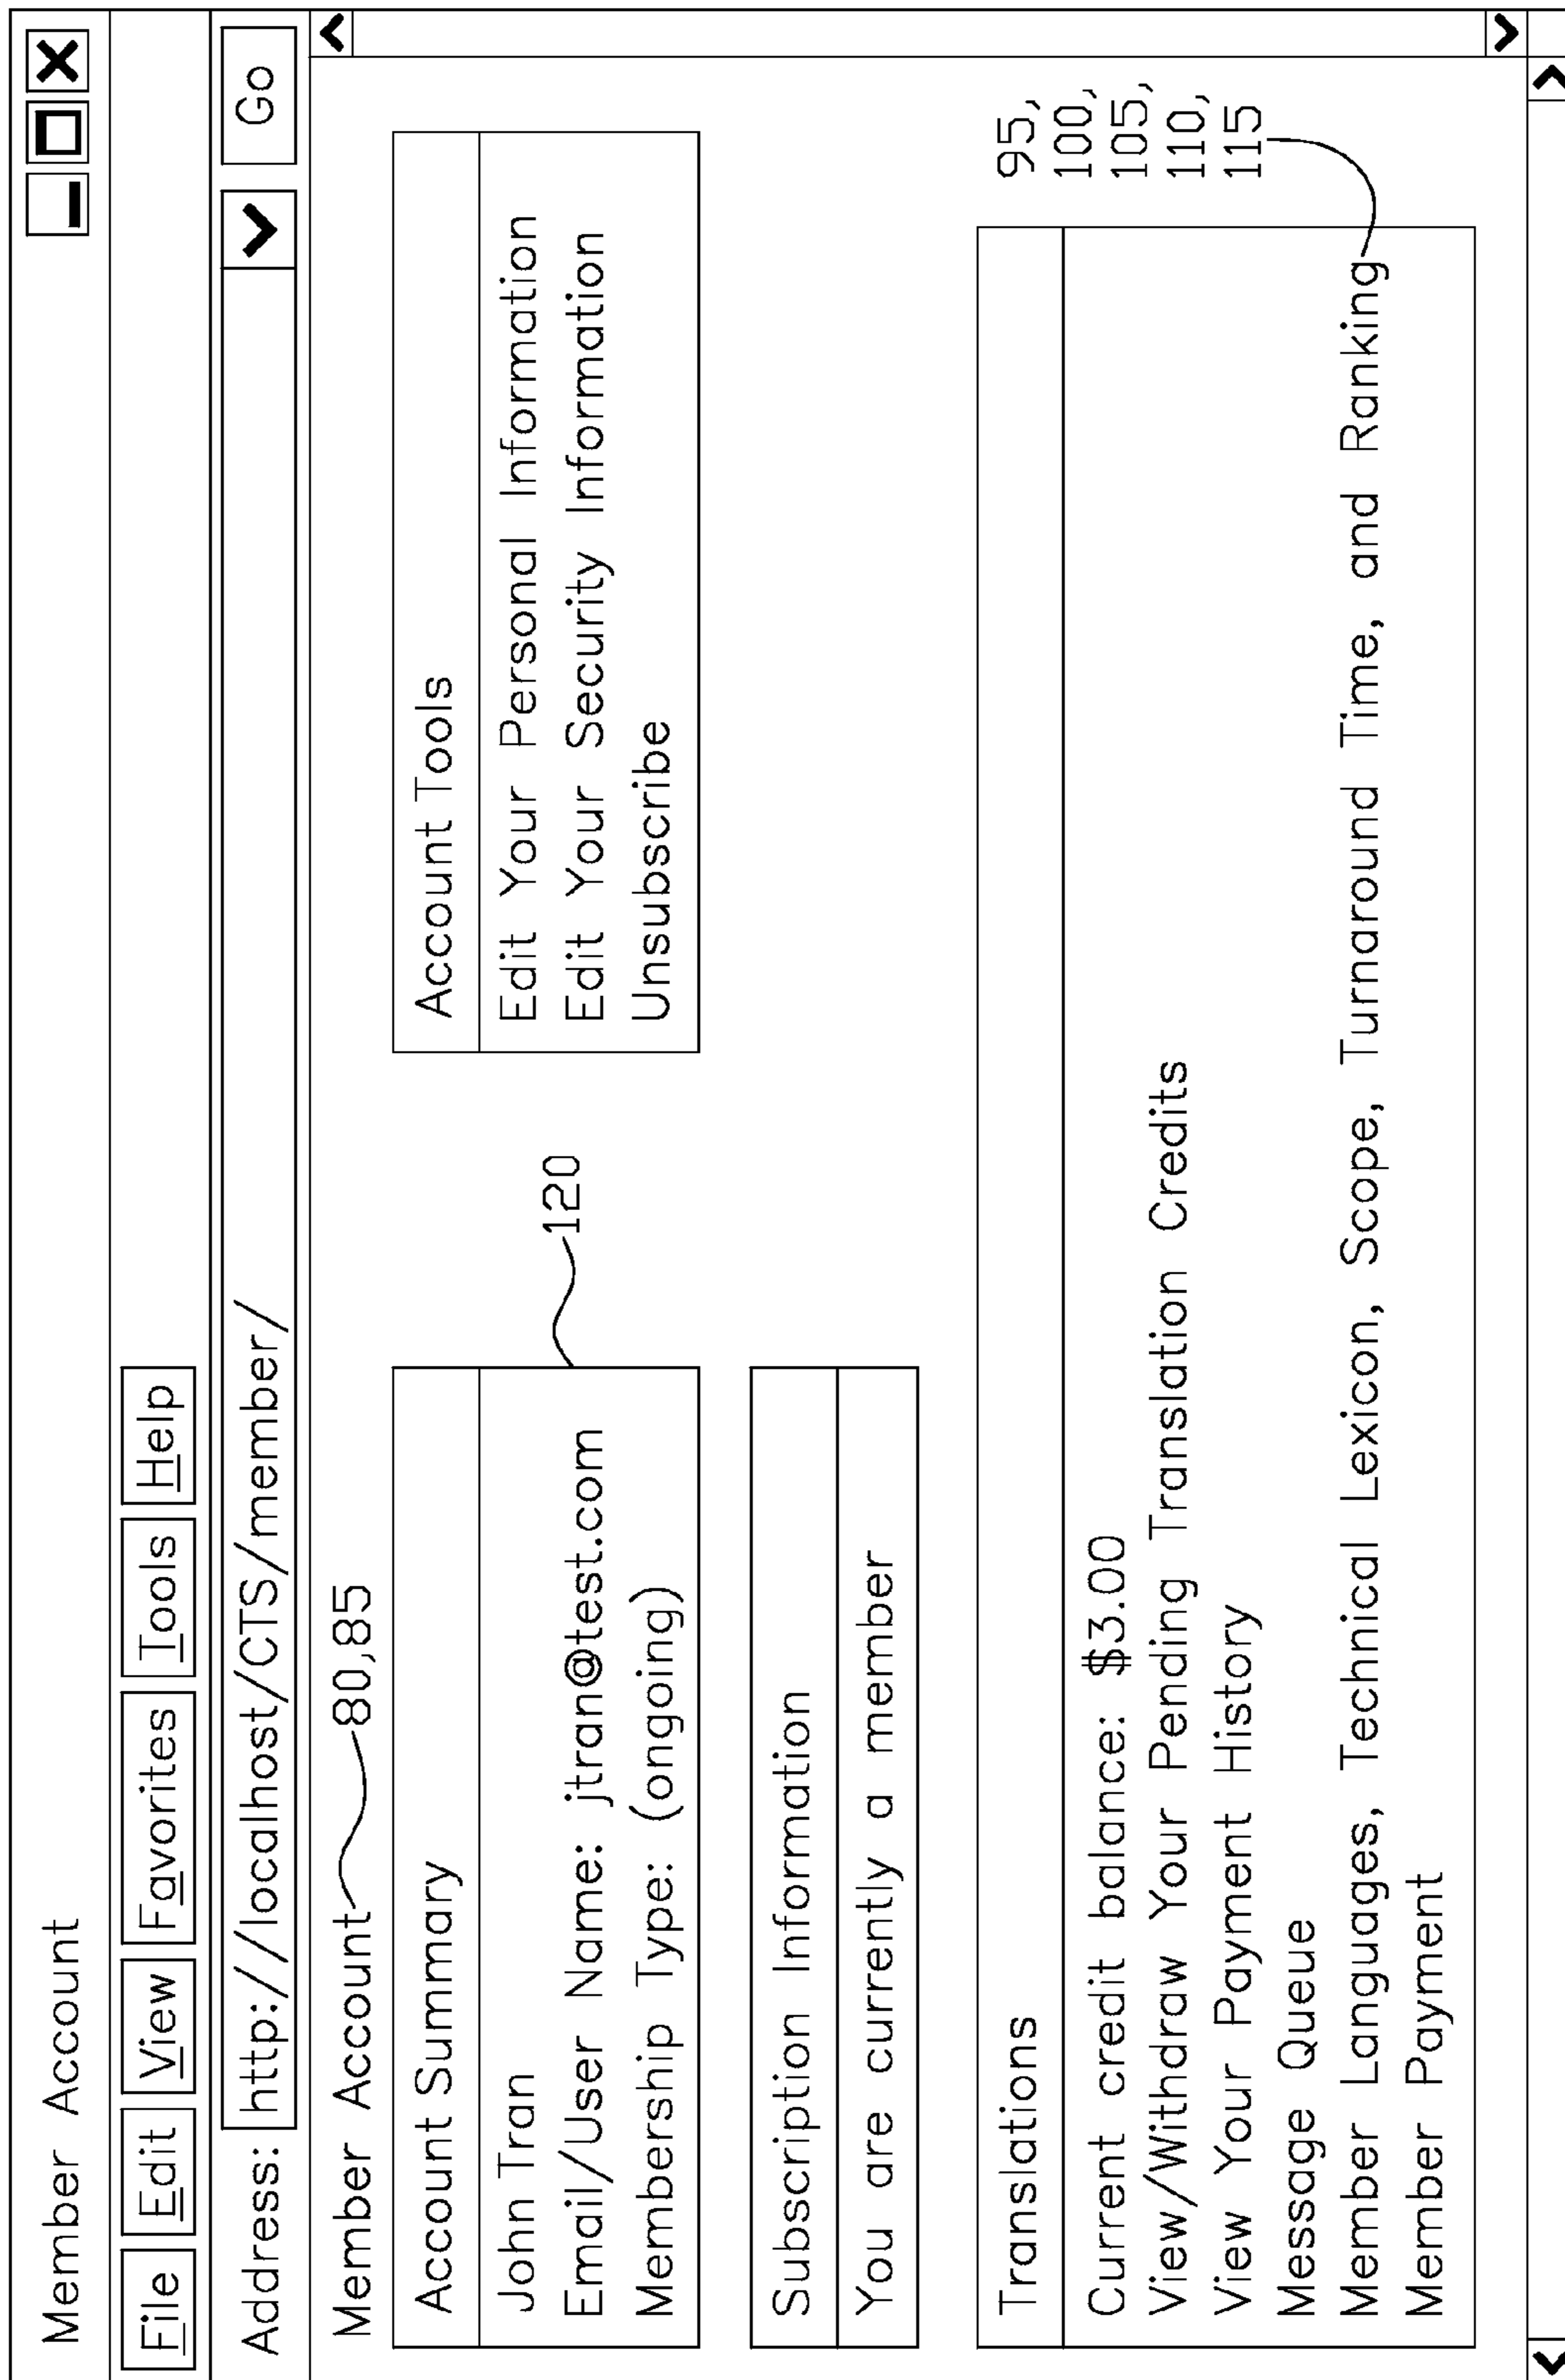 Member Account
File Edit View Favorites Tools Help
Address: http://localhost/CTS/member/ Go
Member Account 80,85
Account Summary
John Tran
Email/User Name: jtran@test.com
Membership Type: (ongoing)
120
Account Tools
Edit Your Personal Information
Edit Your Security Information
Unsubscribe
Subscription Information
You are currently a member
Translations
Current credit balance: $3.00
View/Withdraw Your Pending Translation Credits
View Your Payment History
Message Queue
Member Languages, Technical Lexicon, Scope, Turnaround Time, and Ranking
Member Payment
95,
100,
105,
110,
115